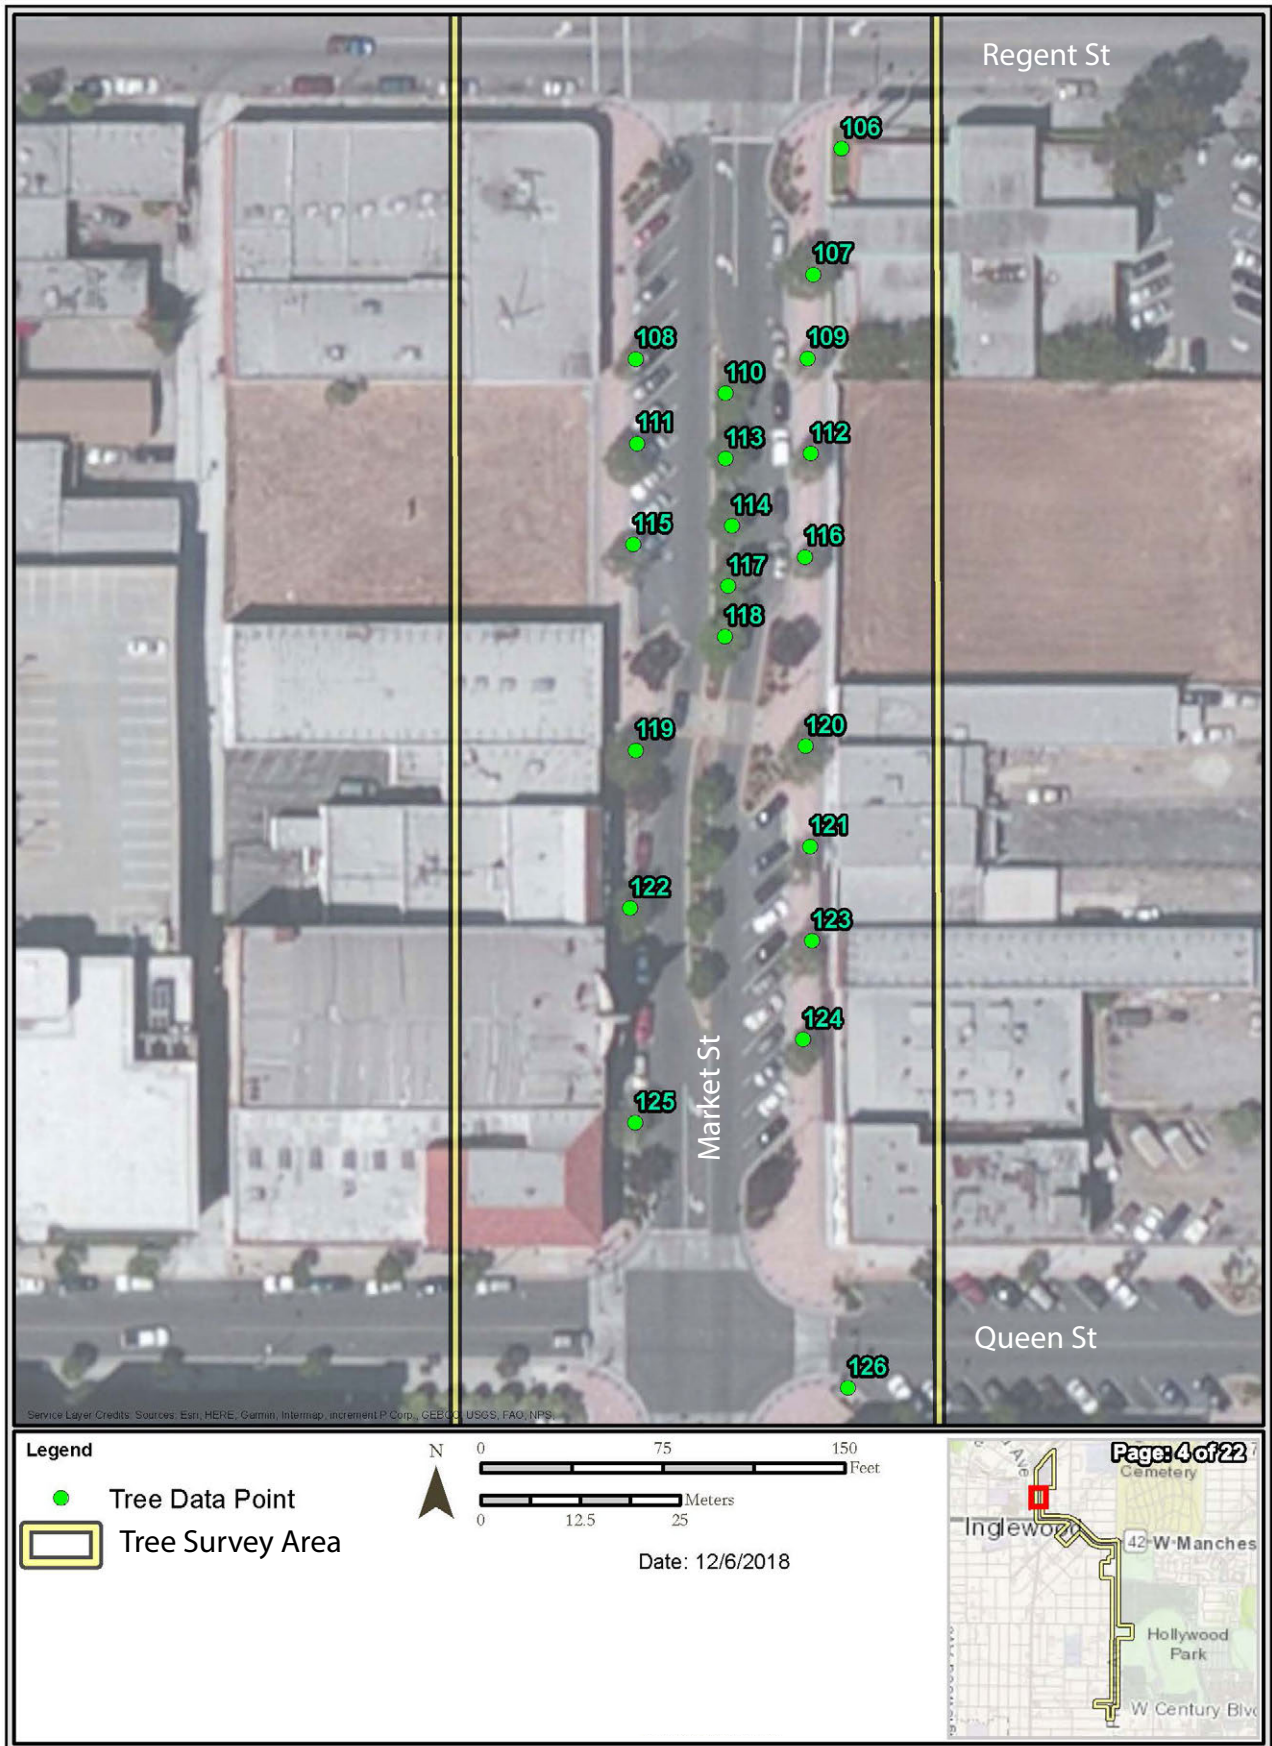 Regent St
106
107
108
109
110
111
112
113
114
115
116
117
118
119
120
121
122
123
124
Market St
125
Queen St
126
Service Layer Credits: Sources: Esri, HERE, Garmin, Intermap, increment P Corp., GEBCO, USGS, FAO, NPS,
Legend
Tree Data Point
Tree Survey Area
N
0 75 150
Feet
Meters
0 12.5 25
Date: 12/6/2018
Page: 4 of 22
Ave
Cemetery
Inglewood
42 W Manches
Hollywood
Park
W Century Blv